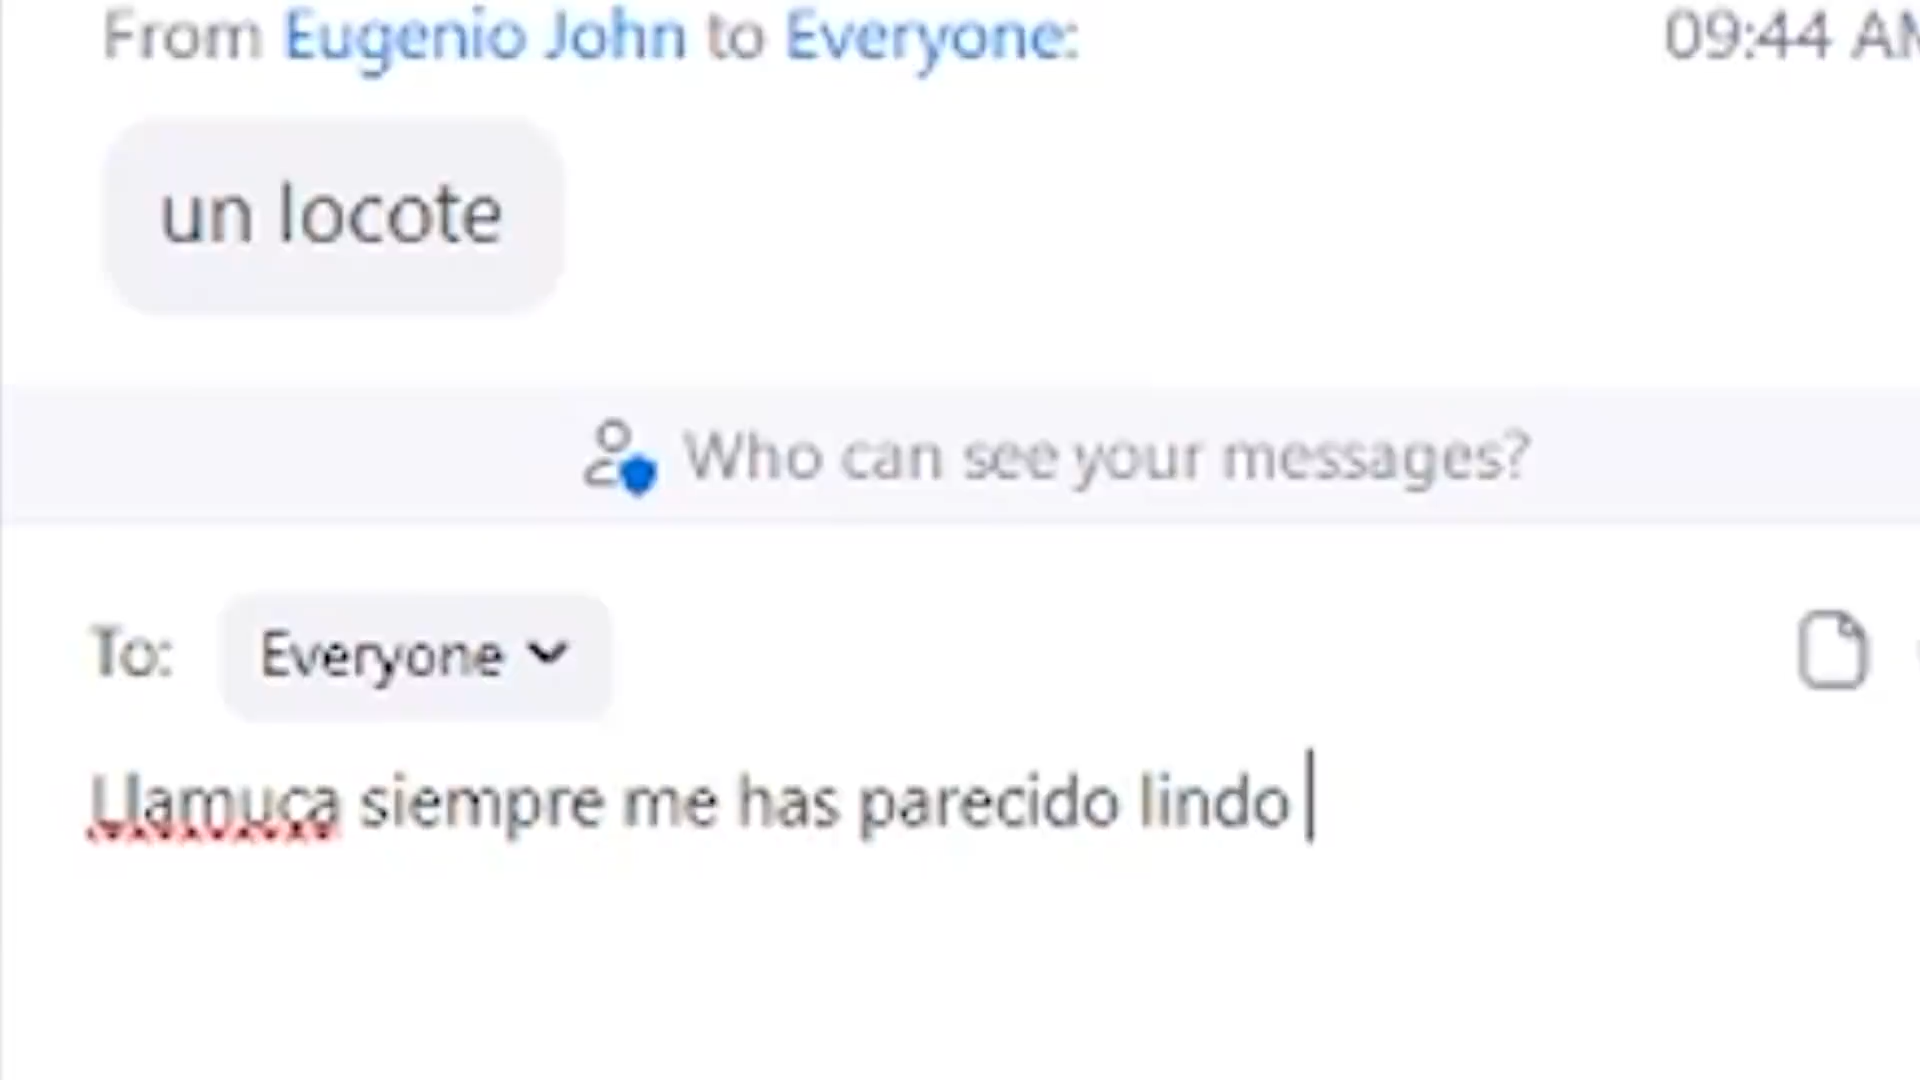 From Eugenio John to Everyone: 09:44 AM
un locote
Who can see your messages?
To: Everyone
Llamuca siempre me has parecido lindo